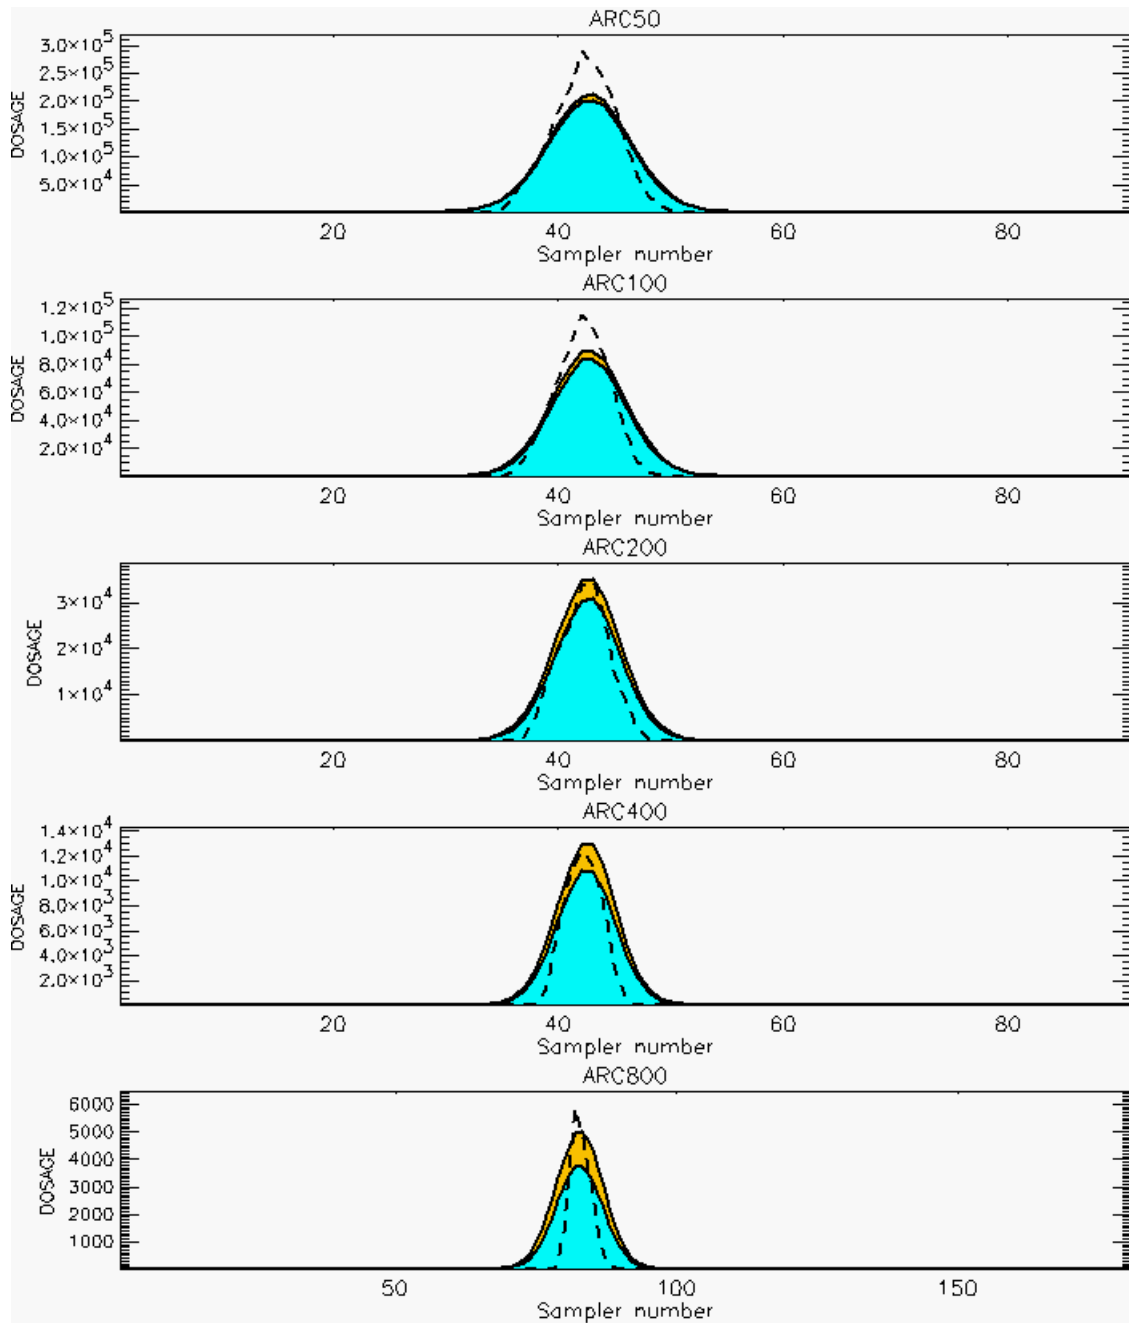 ARC50
3.0×10⁵
2.5×10⁵
2.0×10⁵
1.5×10⁵
1.0×10⁵
5.0×10⁴
DOSAGE
20 40 60 80
Sampler number
ARC100
1.2×10⁵
1.0×10⁵
8.0×10⁴
6.0×10⁴
4.0×10⁴
2.0×10⁴
DOSAGE
20 40 60 80
Sampler number
ARC200
3×10⁴
2×10⁴
1×10⁴
DOSAGE
20 40 60 80
Sampler number
ARC400
1.4×10⁴
1.2×10⁴
1.0×10⁴
8.0×10³
6.0×10³
4.0×10³
2.0×10³
DOSAGE
20 40 60 80
Sampler number
ARC800
6000
5000
4000
3000
2000
1000
DOSAGE
50 100 150
Sampler number